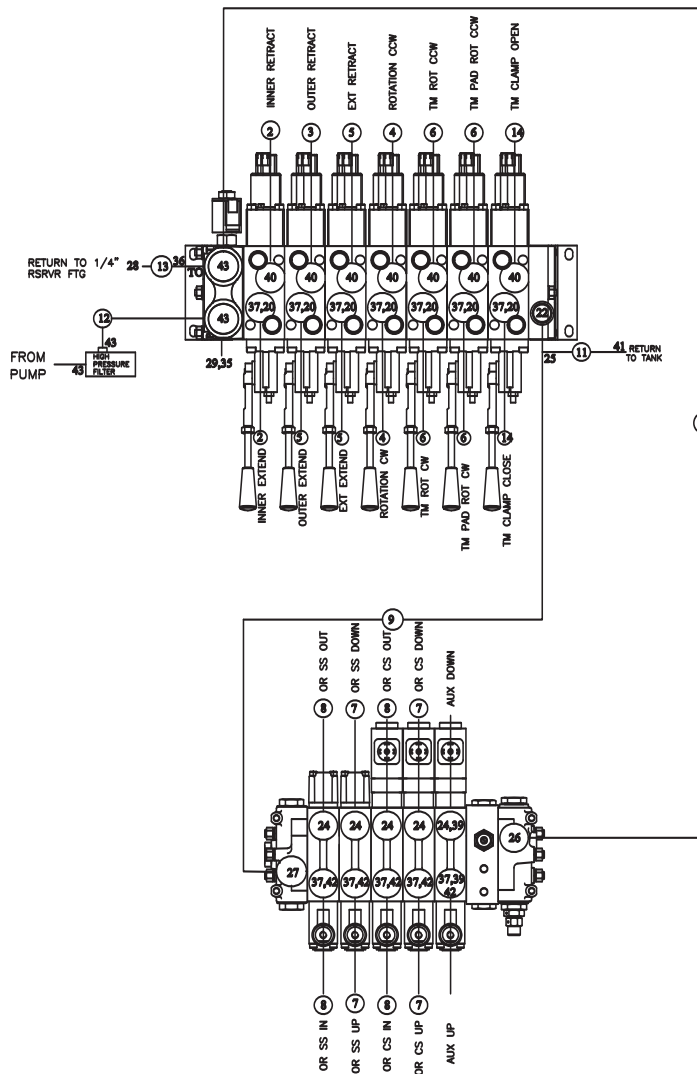 INNER RETRACT
OUTER RETRACT
EXT RETRACT
ROTATION CCW
TM ROT CCW
TM PAD ROT CCW
TM CLAMP OPEN
2 3 5 4 6 6 14
RETURN TO 1/4"
RSRVR FTG
28 13 36
TO
43
40 40 40 40 40 40 40
37,20 37,20 37,20 37,20 37,20 37,20 37,20
22
12
43
43
FROM
PUMP
43
HIGH
PRESSURE
FILTER
29,35
25
11
41 RETURN
TO TANK
2 5 5 4 6 6 14
INNER EXTEND
OUTER EXTEND
EXT EXTEND
ROTATION CW
TM ROT CW
TM PAD ROT CW
TM CLAMP CLOSE
9
OR SS OUT
OR SS DOWN
OR CS OUT
OR CS DOWN
AUX DOWN
8 7 8 7
24 24 24 24 24,39
26
27
37,42 37,42 37,42 37,42 37,39
42
8 7 8 7
OR SS IN
OR SS UP
OR CS IN
OR CS UP
AUX UP